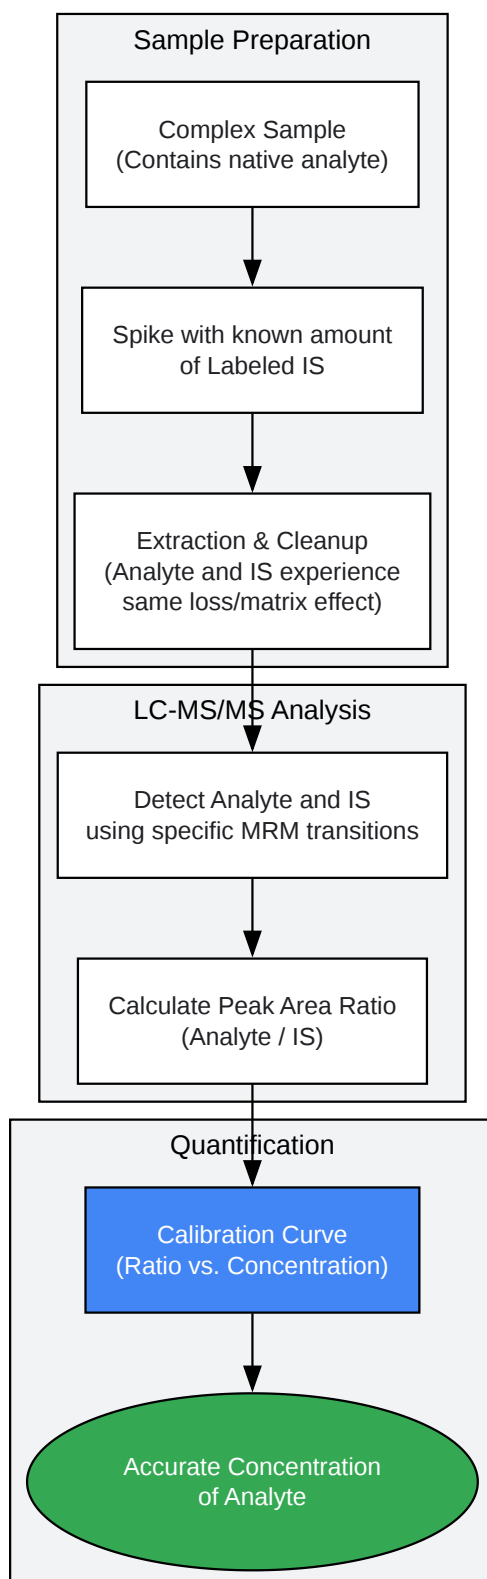 Sample Preparation
Complex Sample
(Contains native analyte)
Spike with known amount
of Labeled IS
Extraction & Cleanup
(Analyte and IS experience
same loss/matrix effect)
LC-MS/MS Analysis
Detect Analyte and IS
using specific MRM transitions
Calculate Peak Area Ratio
(Analyte / IS)
Quantification
Calibration Curve
(Ratio vs. Concentration)
Accurate Concentration
of Analyte